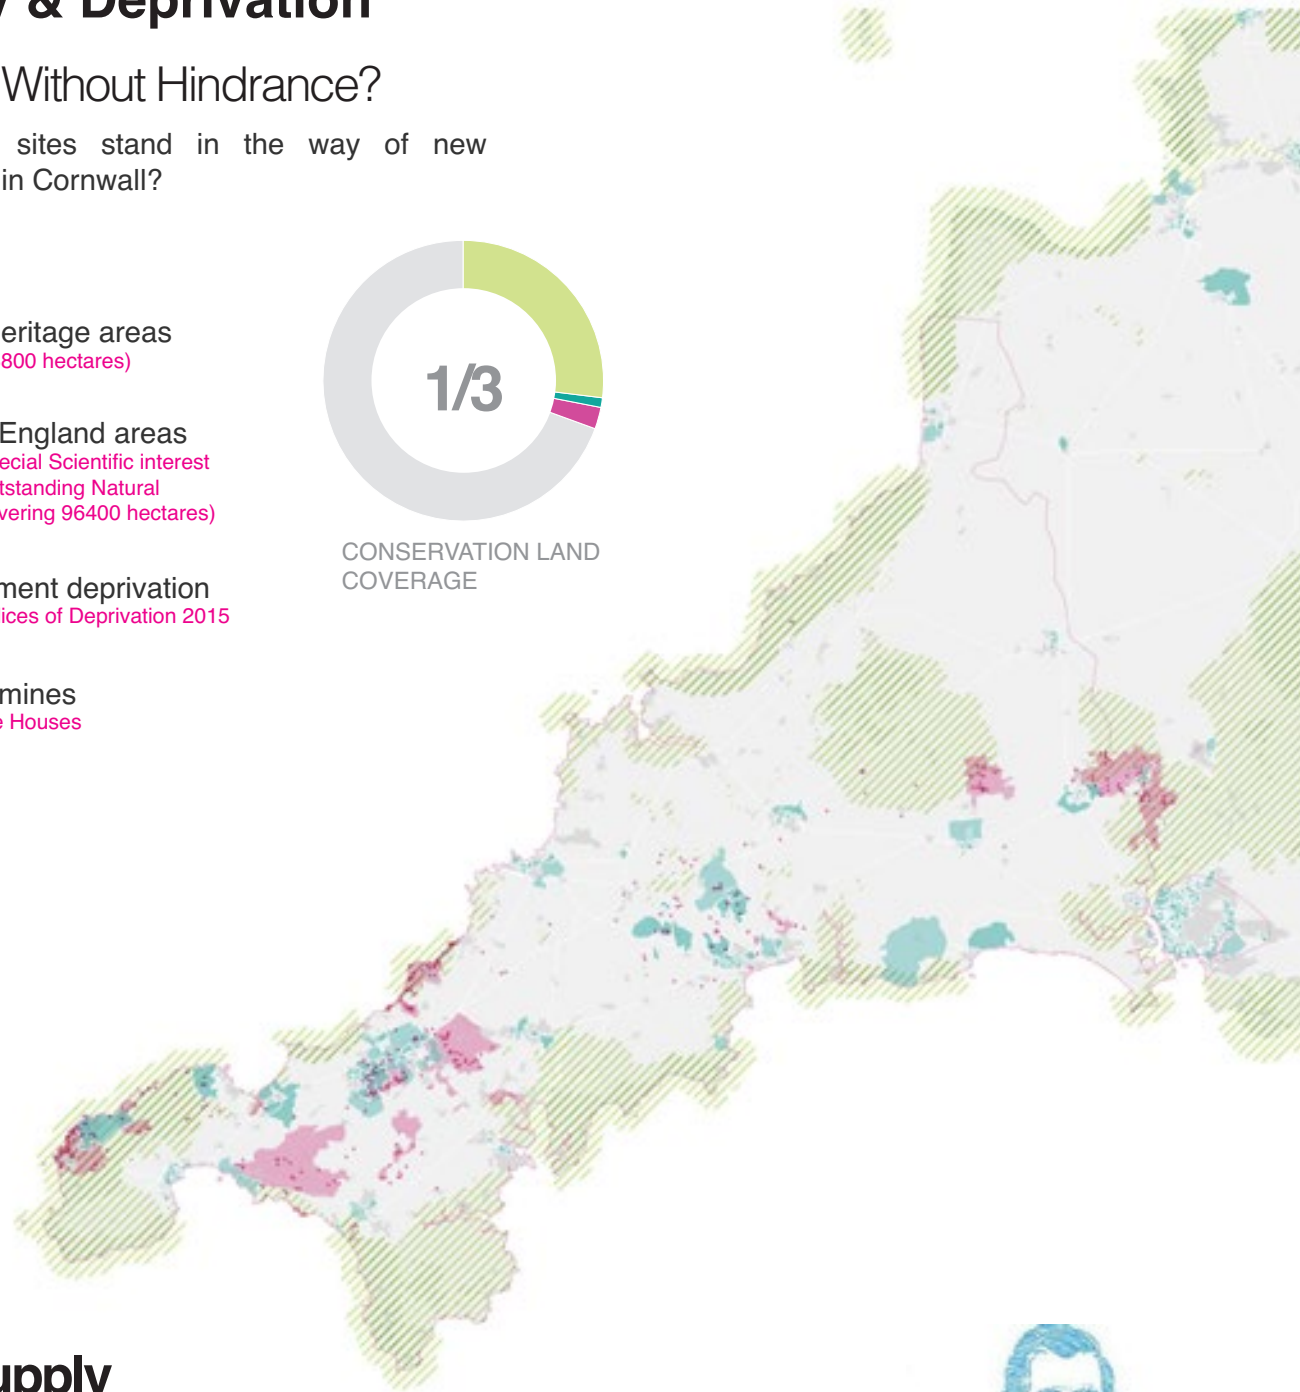 & Deprivation
Without Hindrance?
sites stand in the way of new
in Cornwall?
eritage areas
800 hectares)
England areas
ecial Scientific interest
tstanding Natural
vering 96400 hectares)
ment deprivation
ices of Deprivation 2015
mines
e Houses
1/3
CONSERVATION LAND
COVERAGE
upply